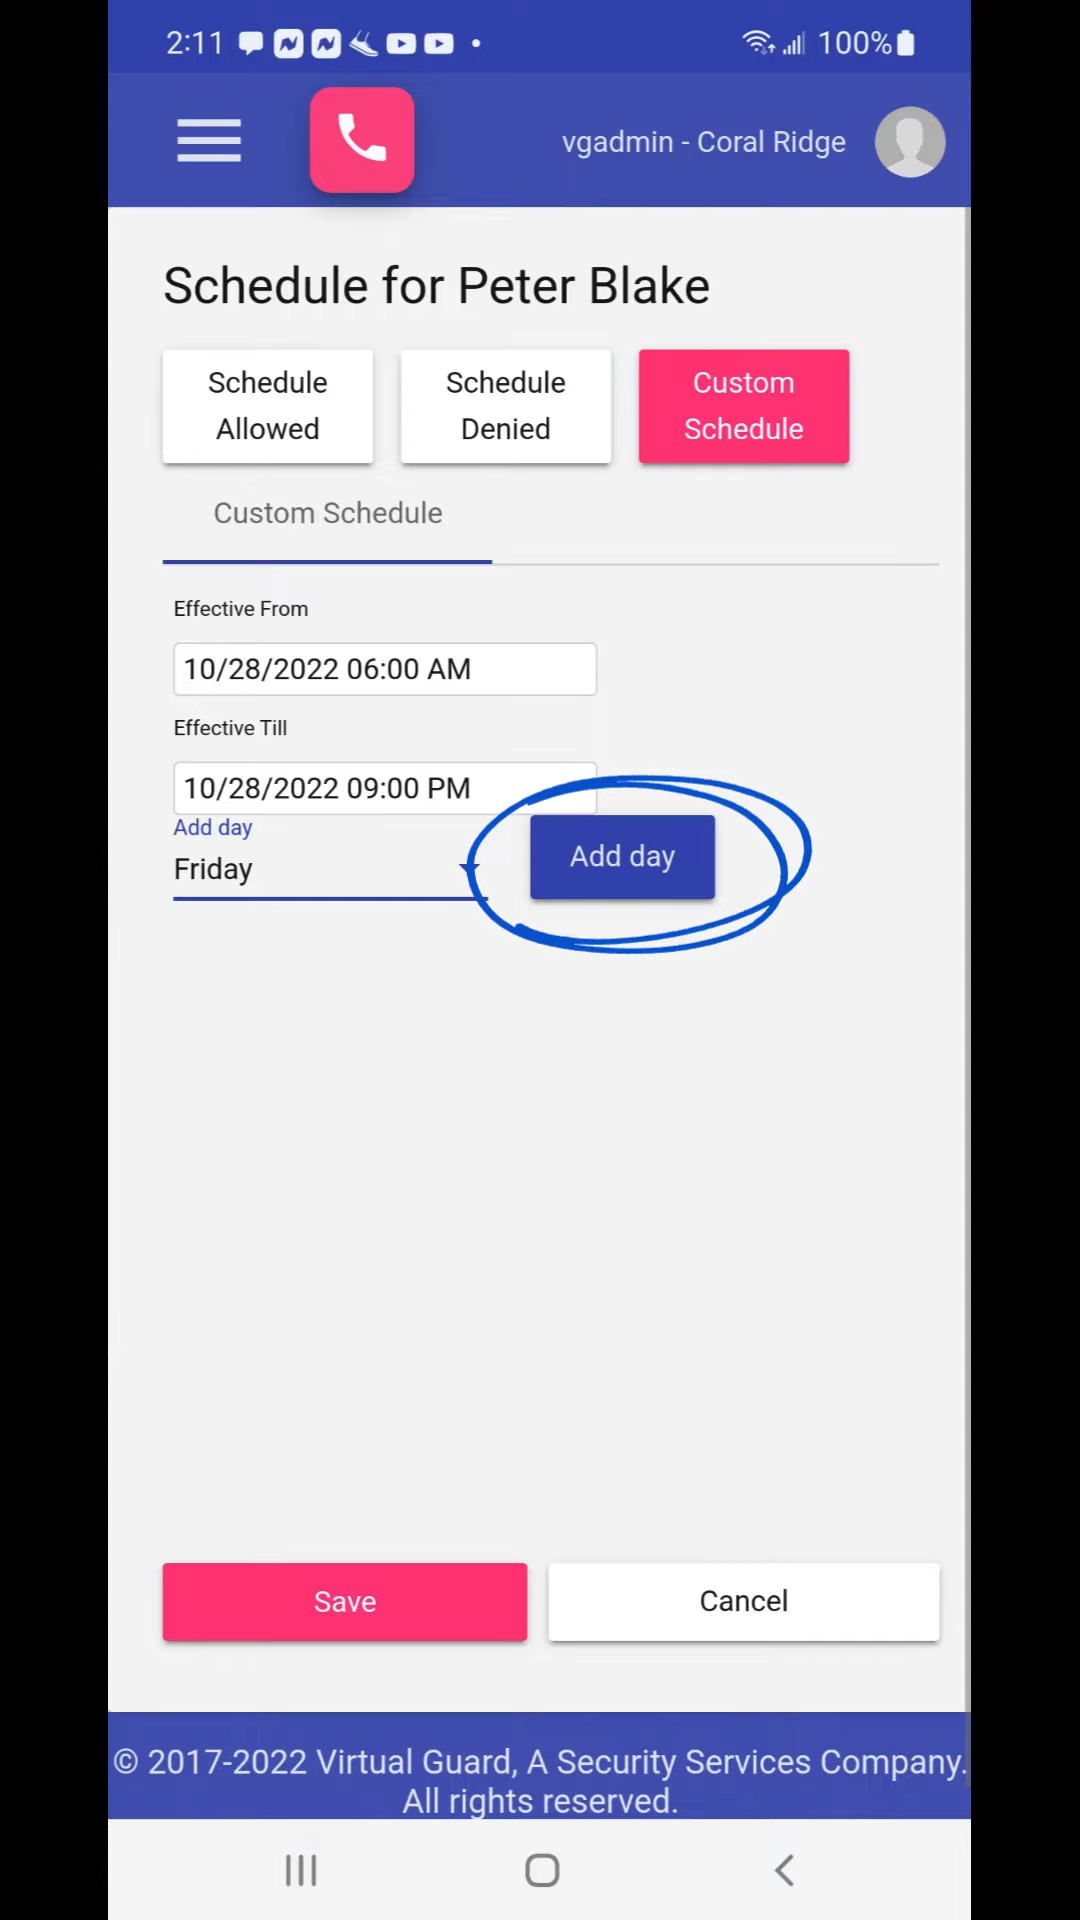 2:11
100%
vgadmin - Coral Ridge
Schedule for Peter Blake
Schedule
Allowed
Schedule
Denied
Custom
Schedule
Custom Schedule
Effective From
10/28/2022 06:00 AM
Effective Till
10/28/2022 09:00 PM
Add day
Friday
Add day
Save
Cancel
© 2017-2022 Virtual Guard, A Security Services Company.
All rights reserved.